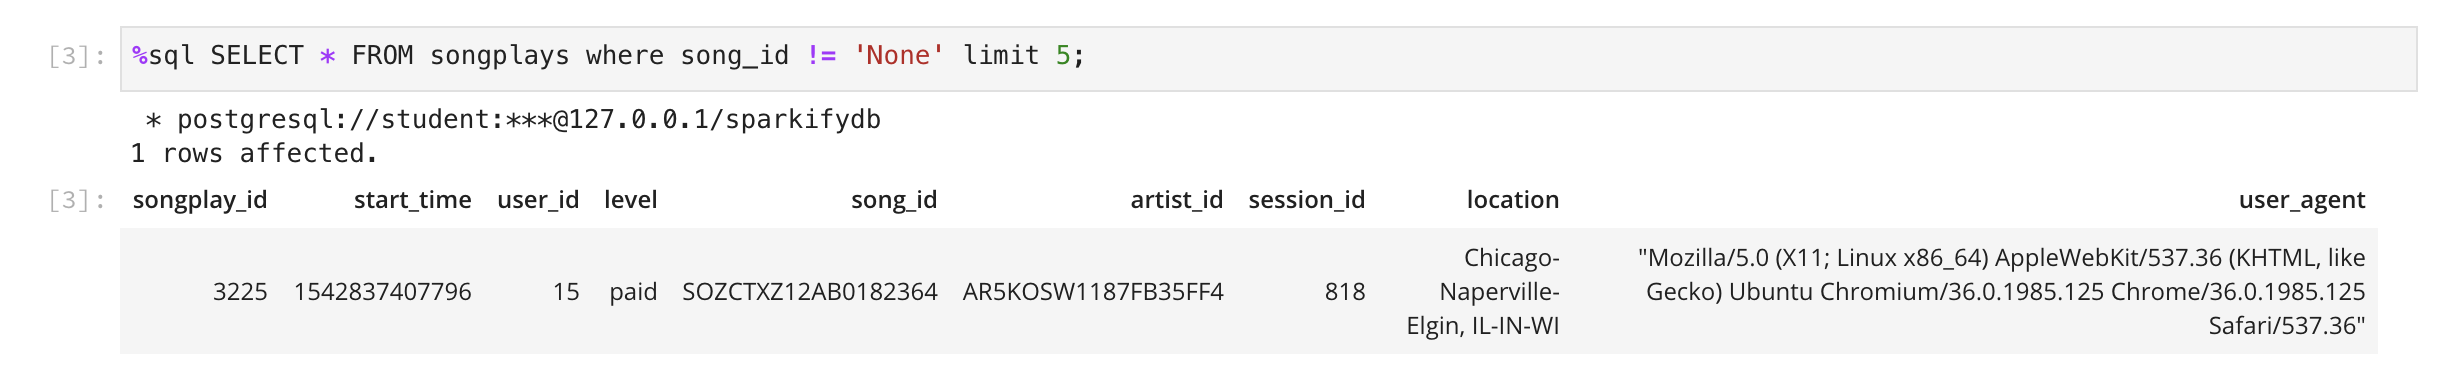 [3]: %sql SELECT * FROM songplays where song_id != 'None' limit 5;
* postgresql://student:***@127.0.0.1/sparkifydb
1 rows affected.
[3]: songplay_id start_time user_id level song_id artist_id session_id location user_agent
Chicago- "Mozilla/5.0 (X11; Linux x86_64) AppleWebKit/537.36 (KHTML, like
3225 1542837407796 15 paid SOZCTXZ12AB0182364 AR5KOSW1187FB35FF4 818 Naperville- Gecko) Ubuntu Chromium/36.0.1985.125 Chrome/36.0.1985.125
Elgin, IL-IN-WI Safari/537.36"